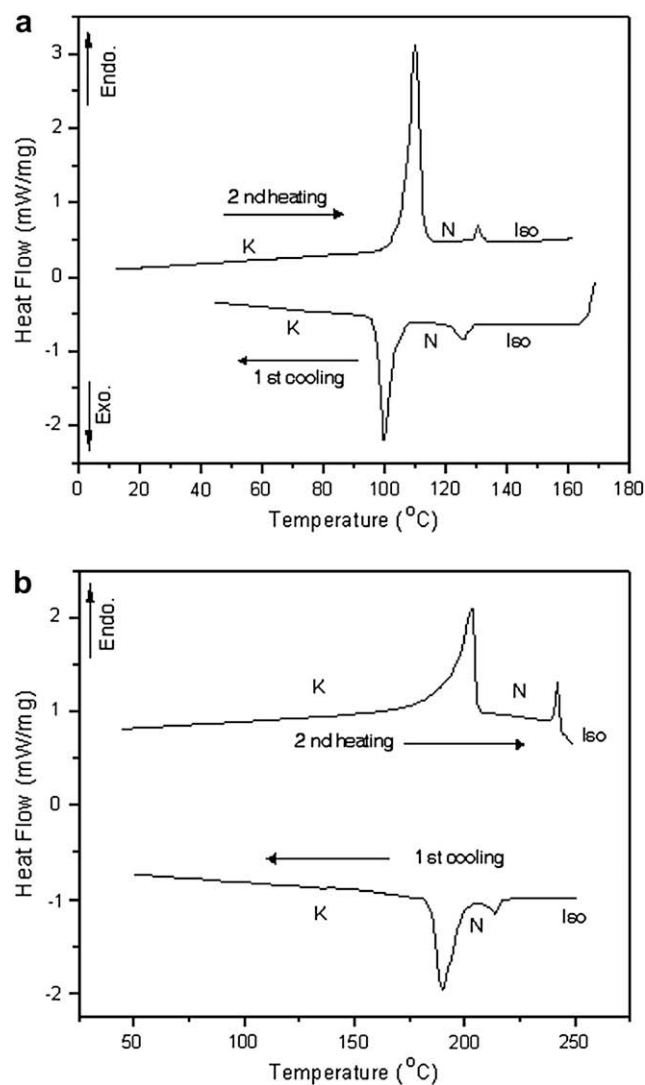 a
Endo.
3
2
1
0
-1
-2
Heat Flow (mW/mg)
2 nd heating
K
N
Iso
K
N
Iso
1 st cooling
Exo.
0 20 40 60 80 100 120 140 160 180
Temperature (°C)
b
Endo.
2
1
0
-1
-2
Heat Flow (mW/mg)
K
N
Iso
2 nd heating
1 st cooling
K
N
Iso
50 100 150 200 250
Temperature (°C)